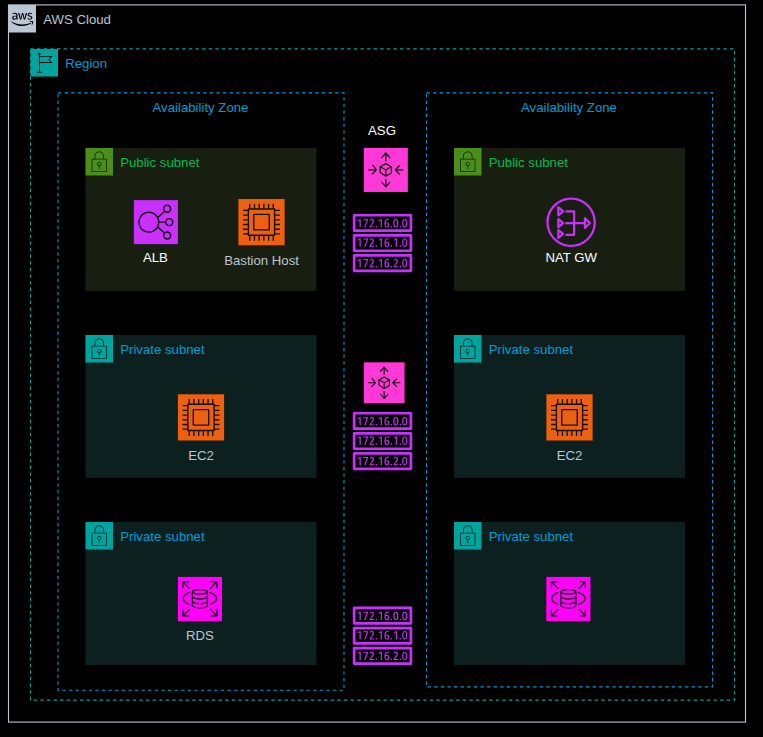 aws
AWS Cloud
Region
Availability Zone
Availability Zone
ASG
Public subnet
Public subnet
172.16.0.0
172.16.1.0
172.16.2.0
ALB
Bastion Host
NAT GW
Private subnet
Private subnet
172.16.0.0
172.16.1.0
172.16.2.0
EC2
EC2
Private subnet
Private subnet
172.16.0.0
172.16.1.0
172.16.2.0
RDS